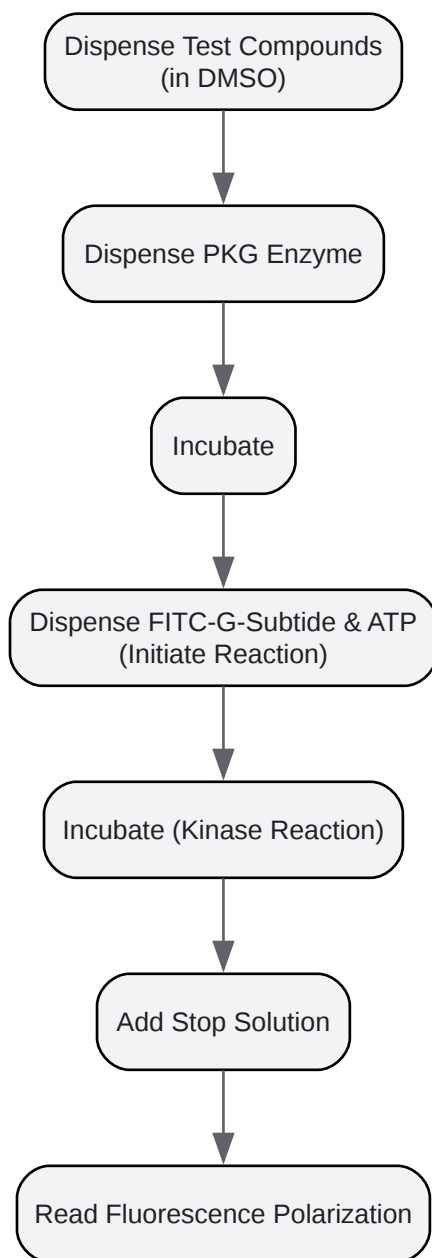 Dispense Test Compounds
(in DMSO)
Dispense PKG Enzyme
Incubate
Dispense FITC-G-Subtide & ATP
(Initiate Reaction)
Incubate (Kinase Reaction)
Add Stop Solution
Read Fluorescence Polarization